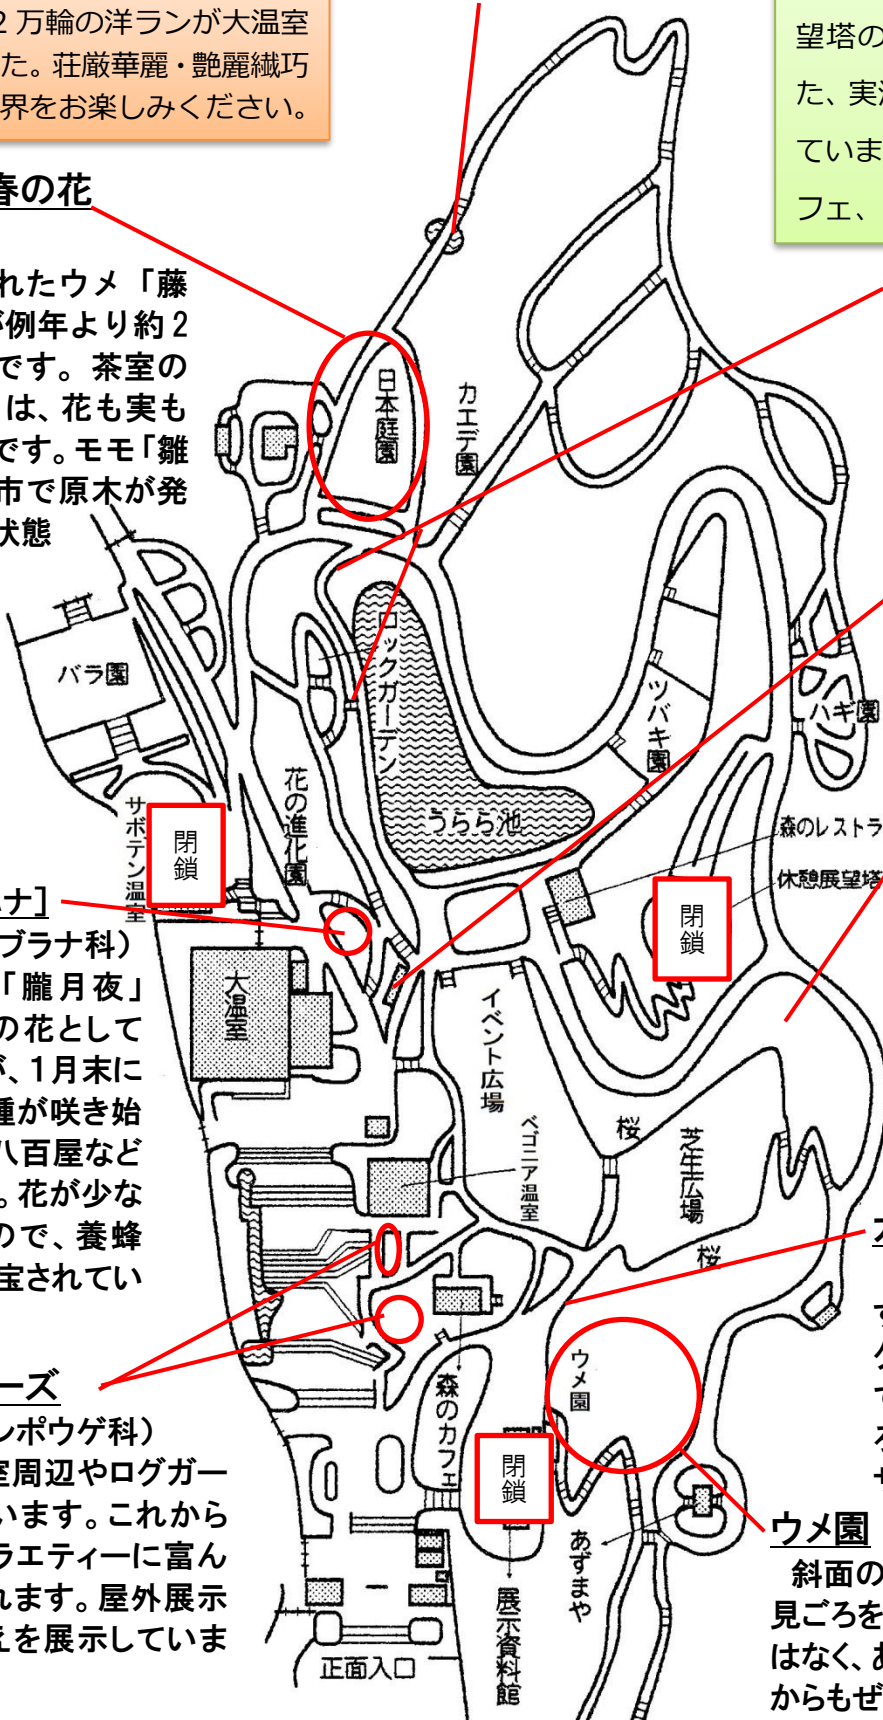 2万輪の洋ランが大温室
た。荘厳華麗・艶麗繊巧
界をお楽しみください。
望塔の
た、実
ていま
フェ、
春の花
れたウメ「藤
が例年より約2
です。茶室の
は、花も実も
です。モモ「雛
市で原木が発
状態
日本庭園
カエデ園
バラ園
ロックガーデン
ツバキ園
ハギ園
サボテン温室
閉鎖
花の進化園
うらら池
森のレストラ
休憩展望塔
閉鎖
ハナ]
ブラナ科)
「朧月夜」
の花として
が、1月末に
種が咲き始
八百屋など
。花が少な
ので、養蜂
宝されてい
大温室
イベント広場
ベゴニア温室
桜
芝生広場
桜
ーズ
ンポウゲ科)
室周辺やログガー
います。これから
ラエティーに富ん
れます。屋外展示
えを展示していま
森のカフェ
ウメ園
閉鎖
あずまや
展示資料館
正面入口
ウメ園
斜面の
見ごろを
はなく、あ
からもぜ